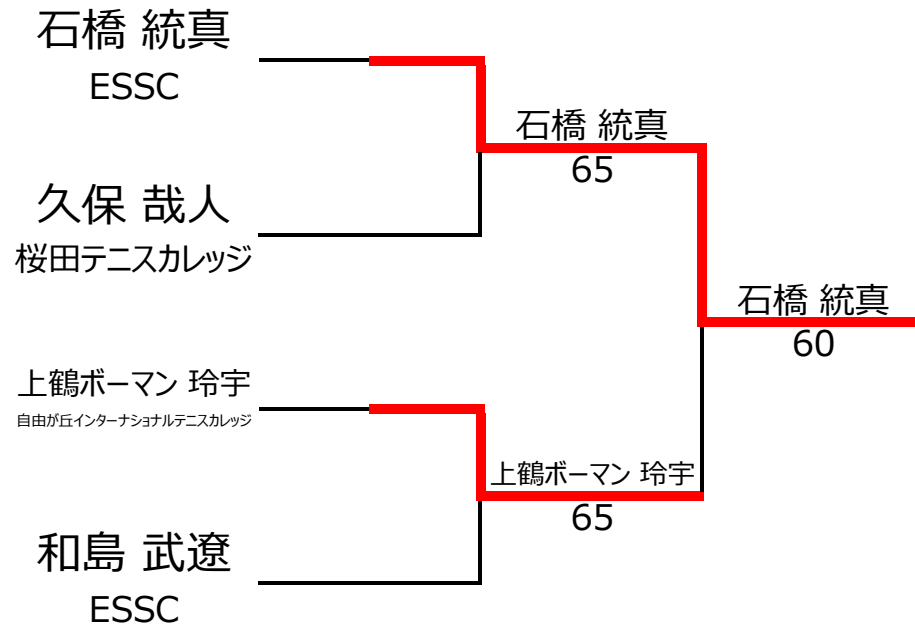 石橋 統真
ESSC
石橋 統真
65
久保 哉人
桜田テニスカレッジ
石橋 統真
60
上鶴ボーマン 玲宇
自由が丘インターナショナルテニスカレッジ
上鶴ボーマン 玲宇
65
和島 武遼
ESSC